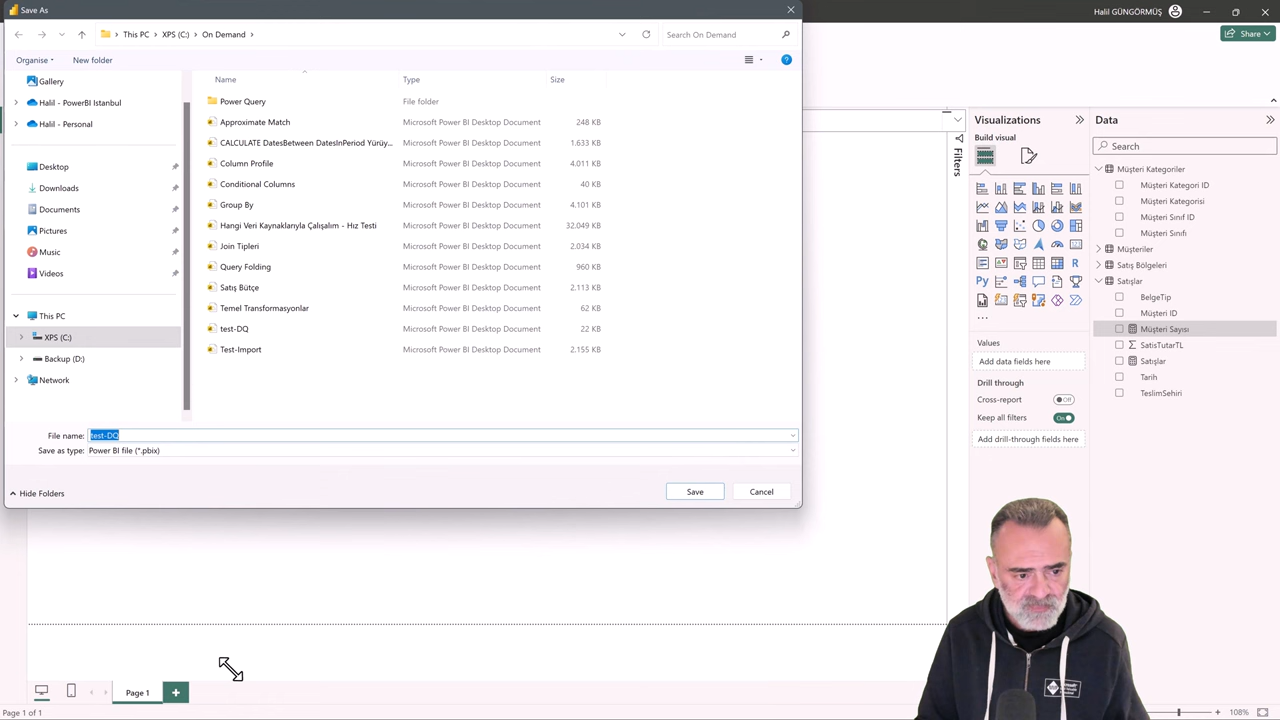 Save As
Halil GÜNGÖRMÜŞ
This PC
XPS (C:)
On Demand
Search On Demand
Share
Organise
New folder
Gallery
Halil - PowerBI Istanbul
Halil - Personal
Desktop
Downloads
Documents
Pictures
Music
Videos
This PC
XPS (C:)
Backup (D:)
Network
Name Type Size
Power Query File folder
Approximate Match Microsoft Power BI Desktop Document 248 KB
CALCULATE DatesBetween DatesInPeriod Yürüy... Microsoft Power BI Desktop Document 1.633 KB
Column Profile Microsoft Power BI Desktop Document 4.011 KB
Conditional Columns Microsoft Power BI Desktop Document 40 KB
Group By Microsoft Power BI Desktop Document 4.101 KB
Hangi Veri Kaynaklarıyla Çalışalım - Hız Testi Microsoft Power BI Desktop Document 32.049 KB
Join Tipleri Microsoft Power BI Desktop Document 2.034 KB
Query Folding Microsoft Power BI Desktop Document 960 KB
Satış Bütçe Microsoft Power BI Desktop Document 2.113 KB
Temel Transformasyonlar Microsoft Power BI Desktop Document 62 KB
test-DQ Microsoft Power BI Desktop Document 22 KB
Test-Import Microsoft Power BI Desktop Document 2.155 KB
File name: test-DQ
Save as type: Power BI file (*.pbix)
Hide Folders
Save
Cancel
Filters
Visualizations
Build visual
Py
R
...
Values
Add data fields here
Drill through
Cross-report Off
Keep all filters On
Add drill-through fields here
Data
Search
Müşteri Kategoriler
Müşteri Kategori ID
Müşteri Kategorisi
Müşteri Sınıf ID
Müşteri Sınıfı
Müşteriler
Satış Bölgeleri
Satışlar
BelgeTip
Müşteri ID
Müşteri Sayısı
SatisTutarTL
Satışlar
Tarih
TeslimSehiri
Page 1
Page 1 of 1
108%